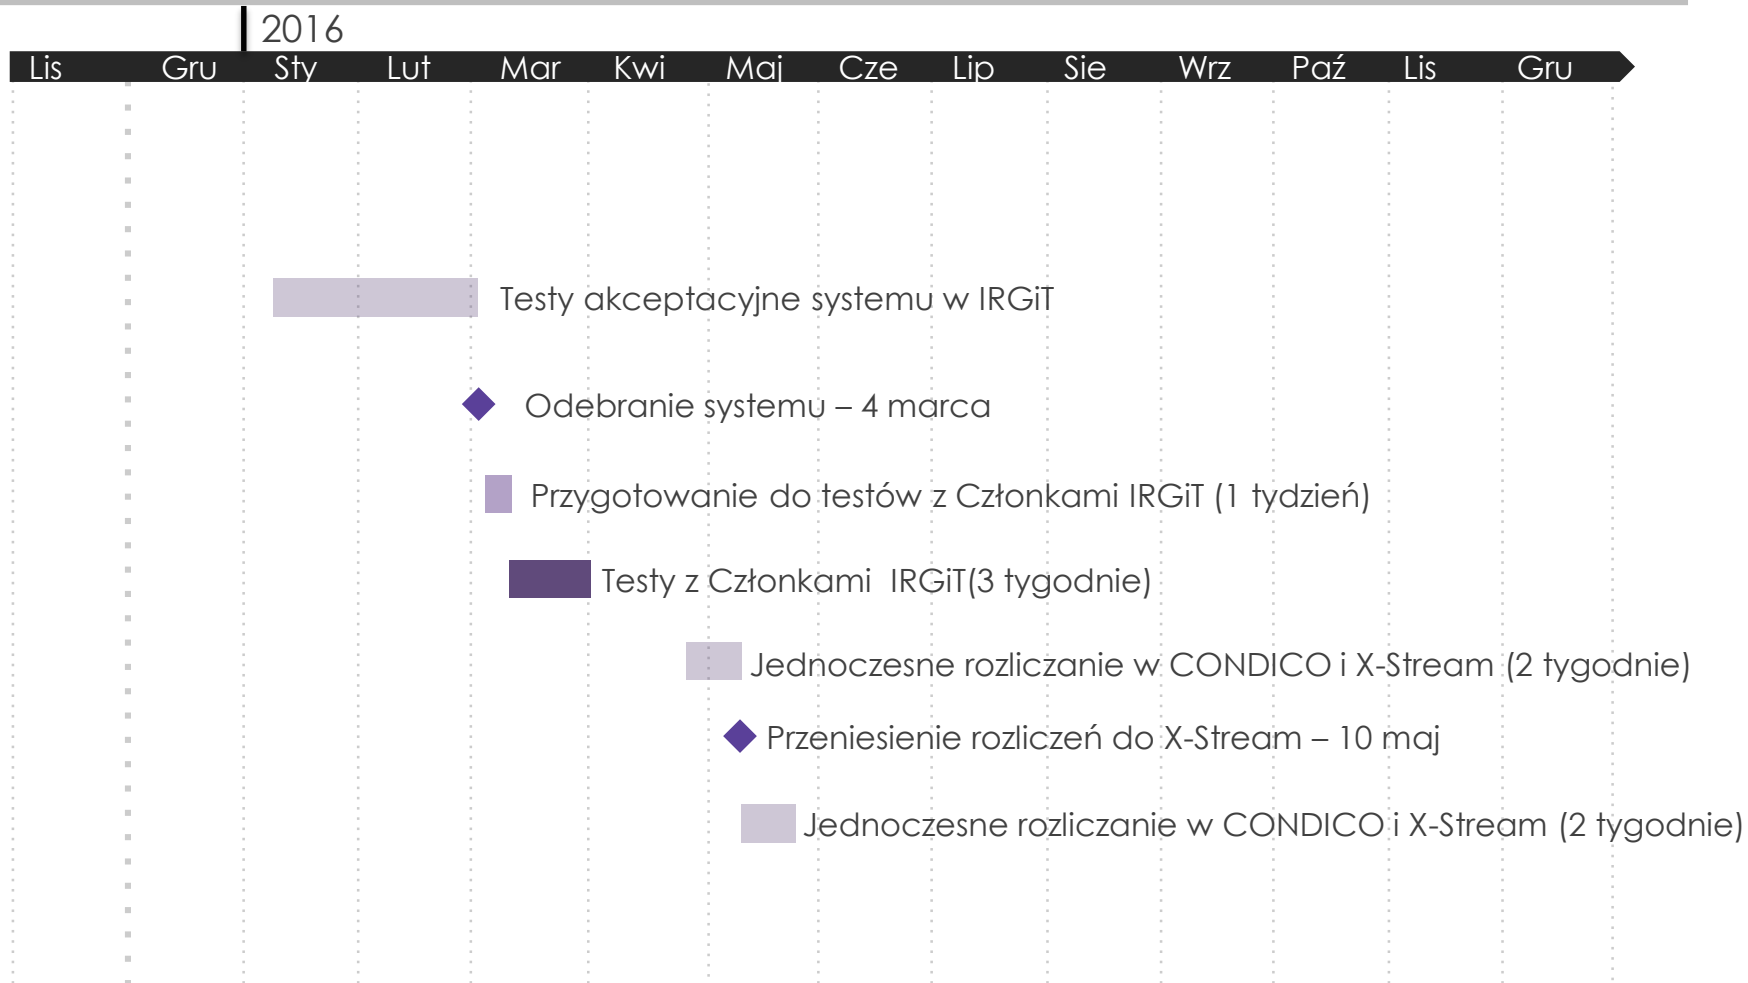 2016
Lis Gru Sty Lut Mar Kwi Maj Cze Lip Sie Wrz Paź Lis Gru
Testy akceptacyjne systemu w IRGiT
Odebranie systemu – 4 marca
Przygotowanie do testów z Członkami IRGiT (1 tydzień)
Testy z Członkami  IRGiT(3 tygodnie)
Jednoczesne rozliczanie w CONDICO i X-Stream (2 tygodnie)
Przeniesienie rozliczeń do X-Stream – 10 maj
Jednoczesne rozliczanie w CONDICO i X-Stream (2 tygodnie)